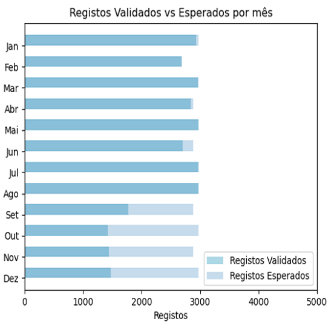 Registos Validados vs Esperados por mês
Jan
Feb
Mar
Abr
Mai
Jun
Jul
Ago
Set
Out
Nov
Dez
Registos Validados
Registos Esperados
0 1000 2000 3000 4000 5000
Registos